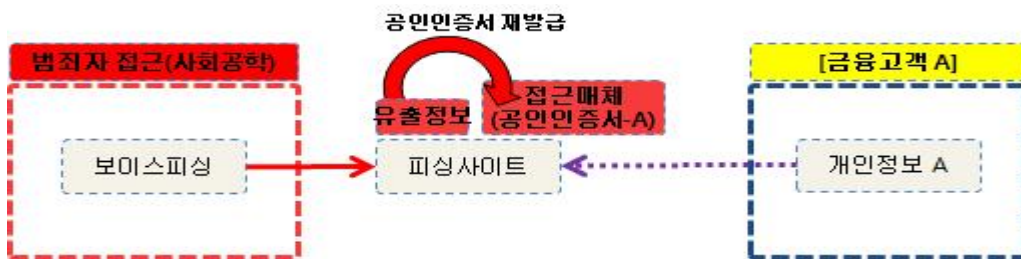 공인인증서 재발급
범죄자 접근(사회공학)
[금융고객 A]
유출정보
접근매체
(공인인증서-A)
보이스피싱
피싱사이트
개인정보 A